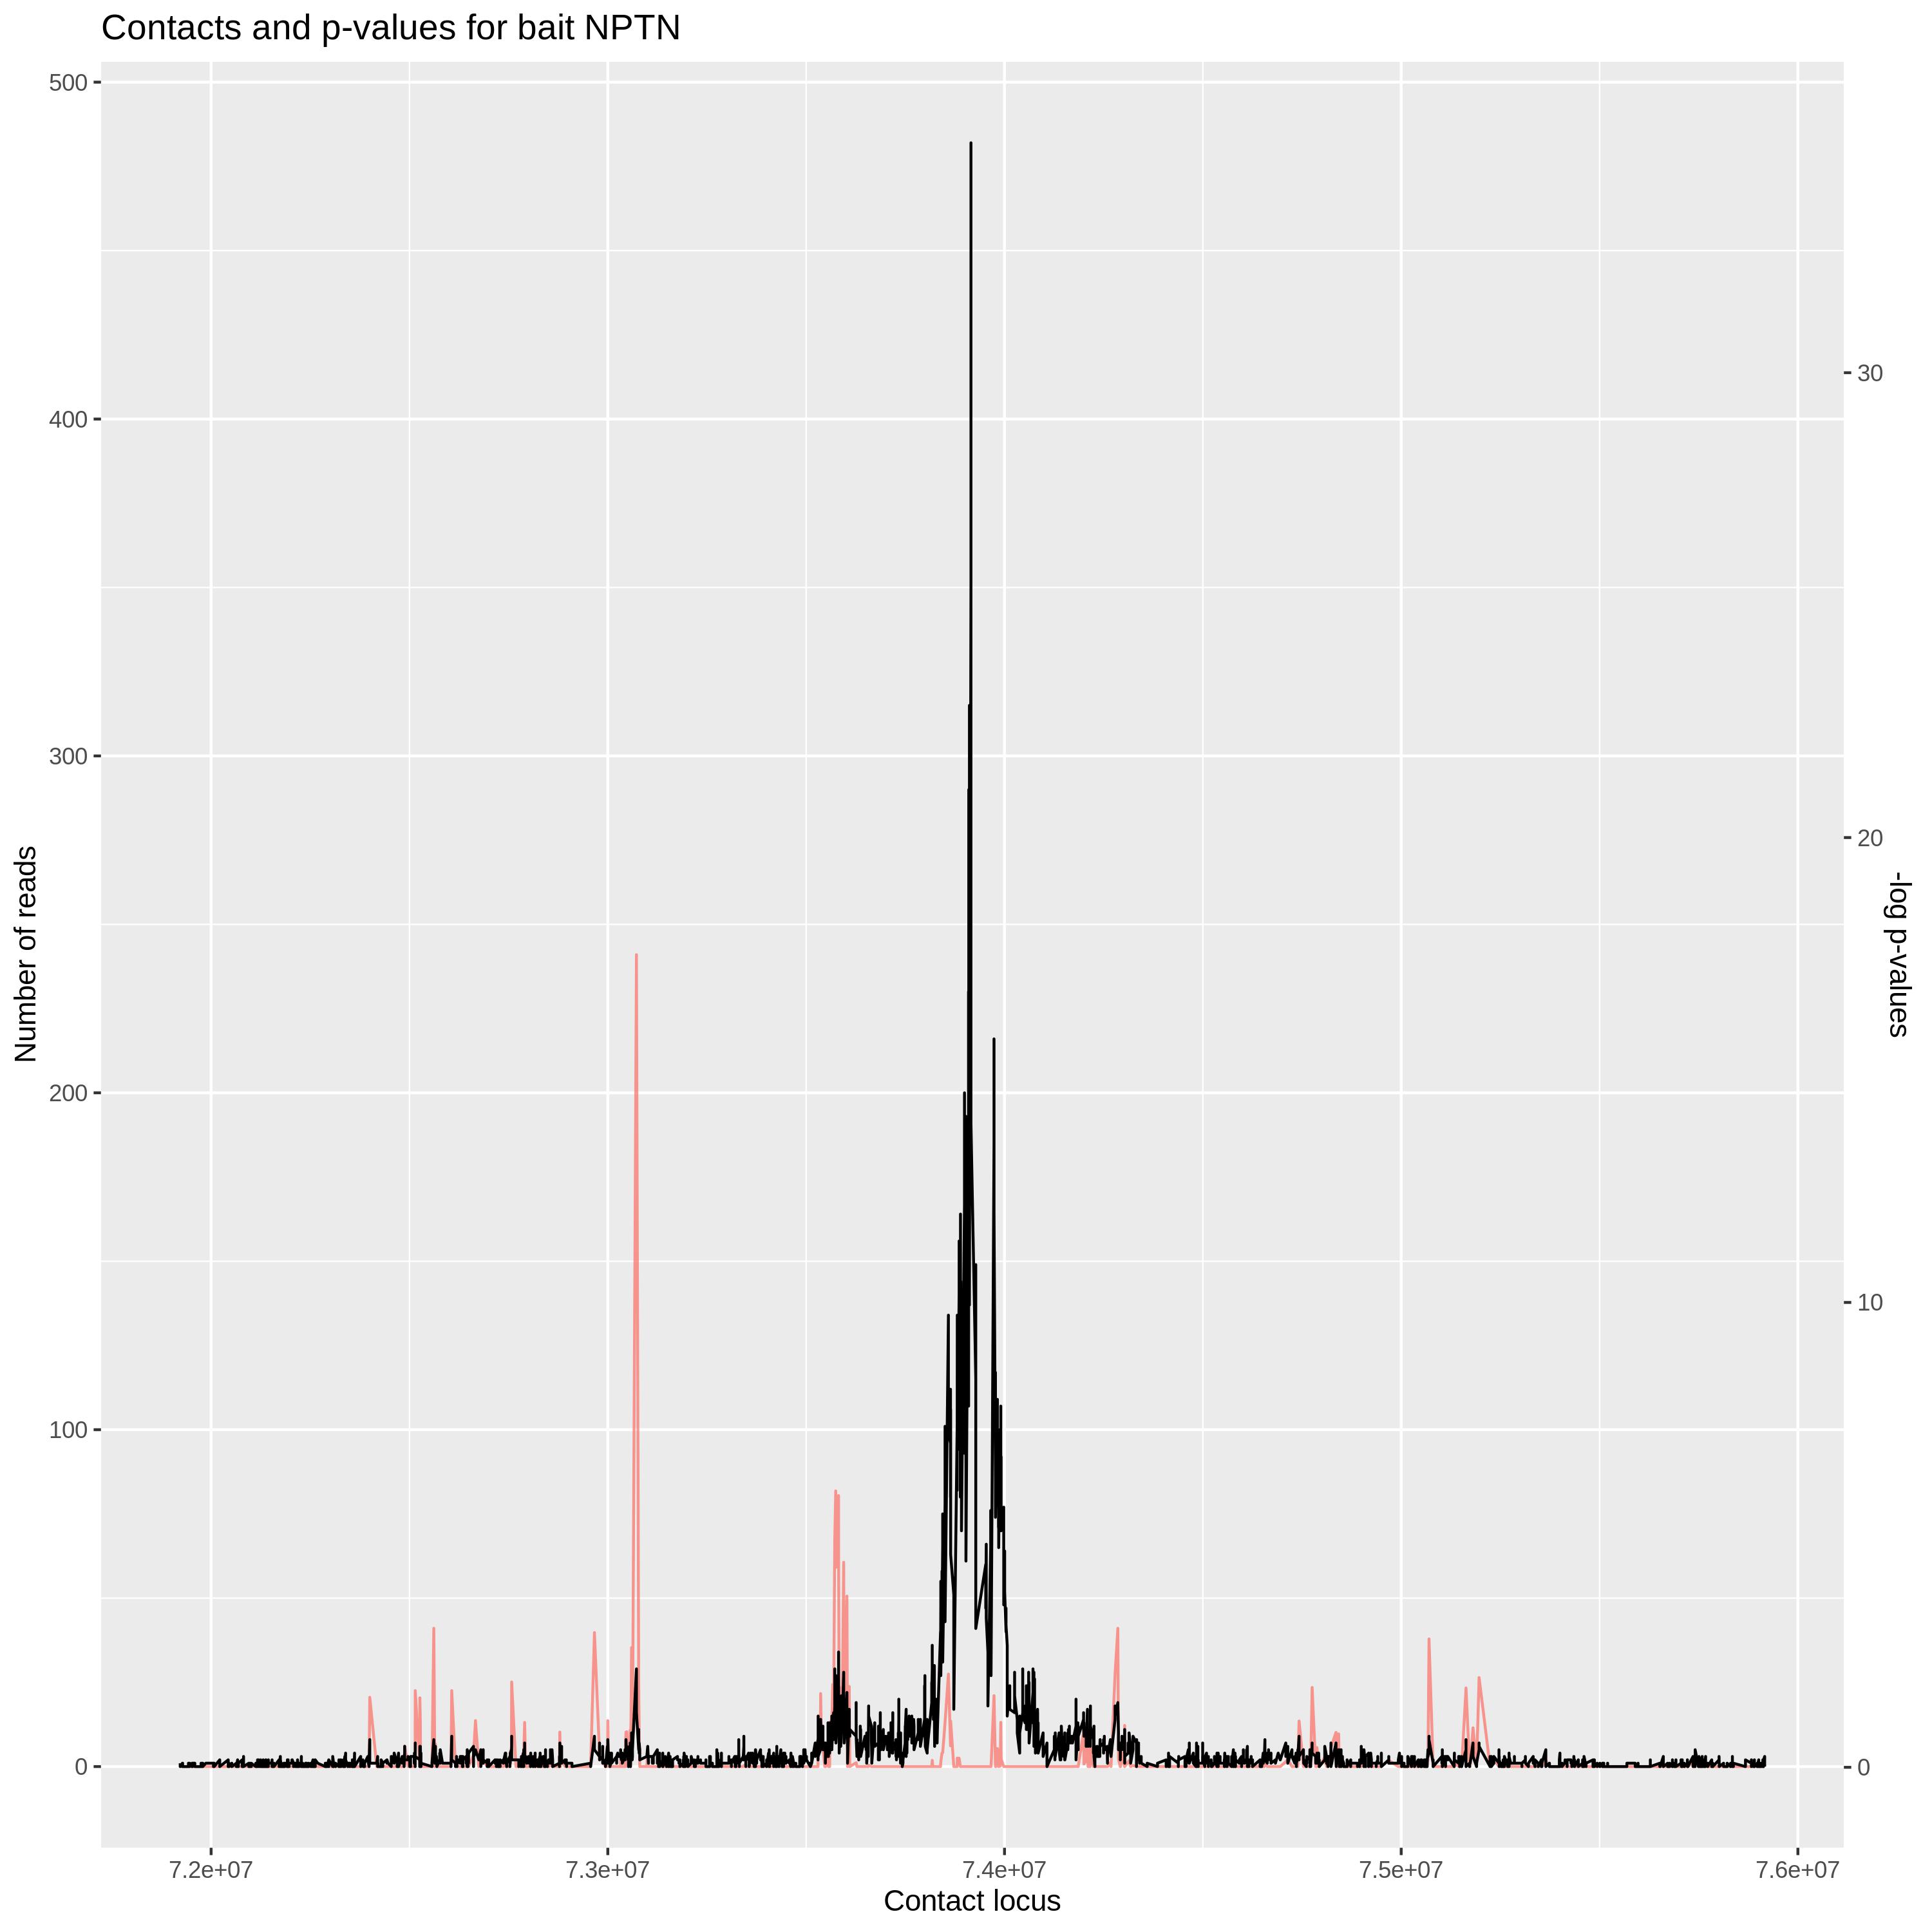 Contacts and p-values for bait NPTN
500
400
300
200
100
0
Number of reads
30
20
10
0
-log p-values
7.2e+07
7.3e+07
7.4e+07
7.5e+07
7.6e+07
Contact locus